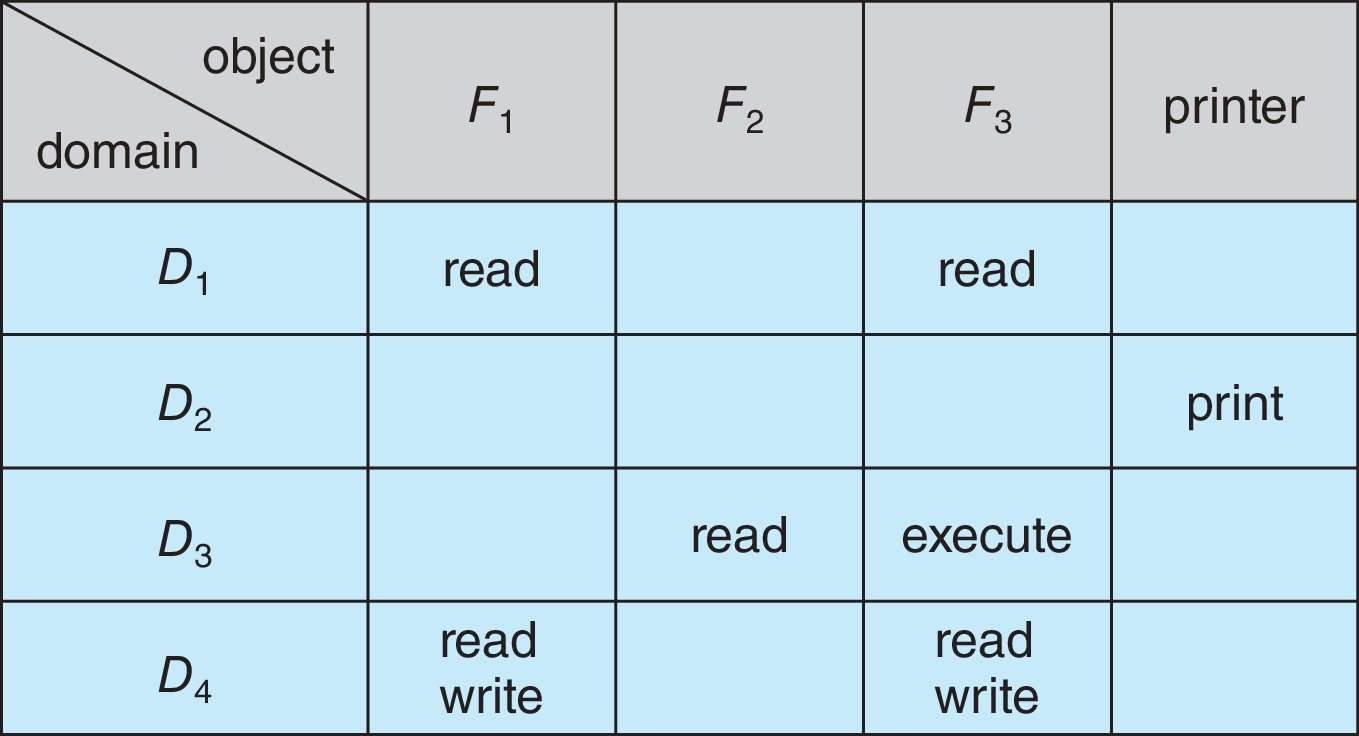 object
domain
F1 F2 F3 printer
D1 read read
D2 print
D3 read execute
D4 read write read write